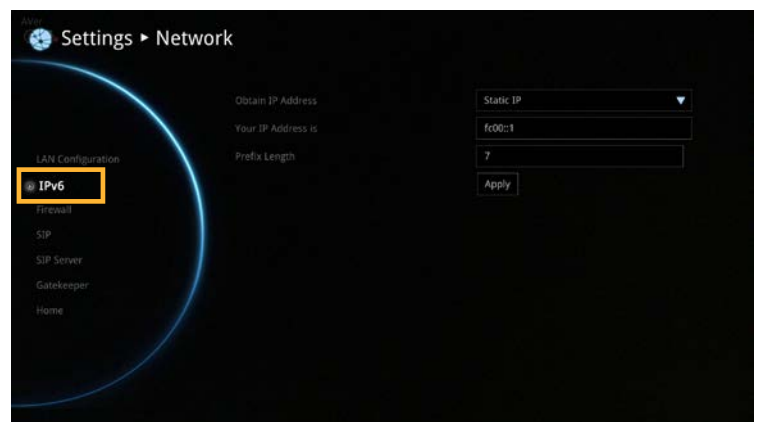 AVer
Settings ▸ Network
Obtain IP Address
Static IP
Your IP Address is
fc00::1
Prefix Length
7
Apply
LAN Configuration
IPv6
Firewall
SIP
SIP Server
Gatekeeper
Home